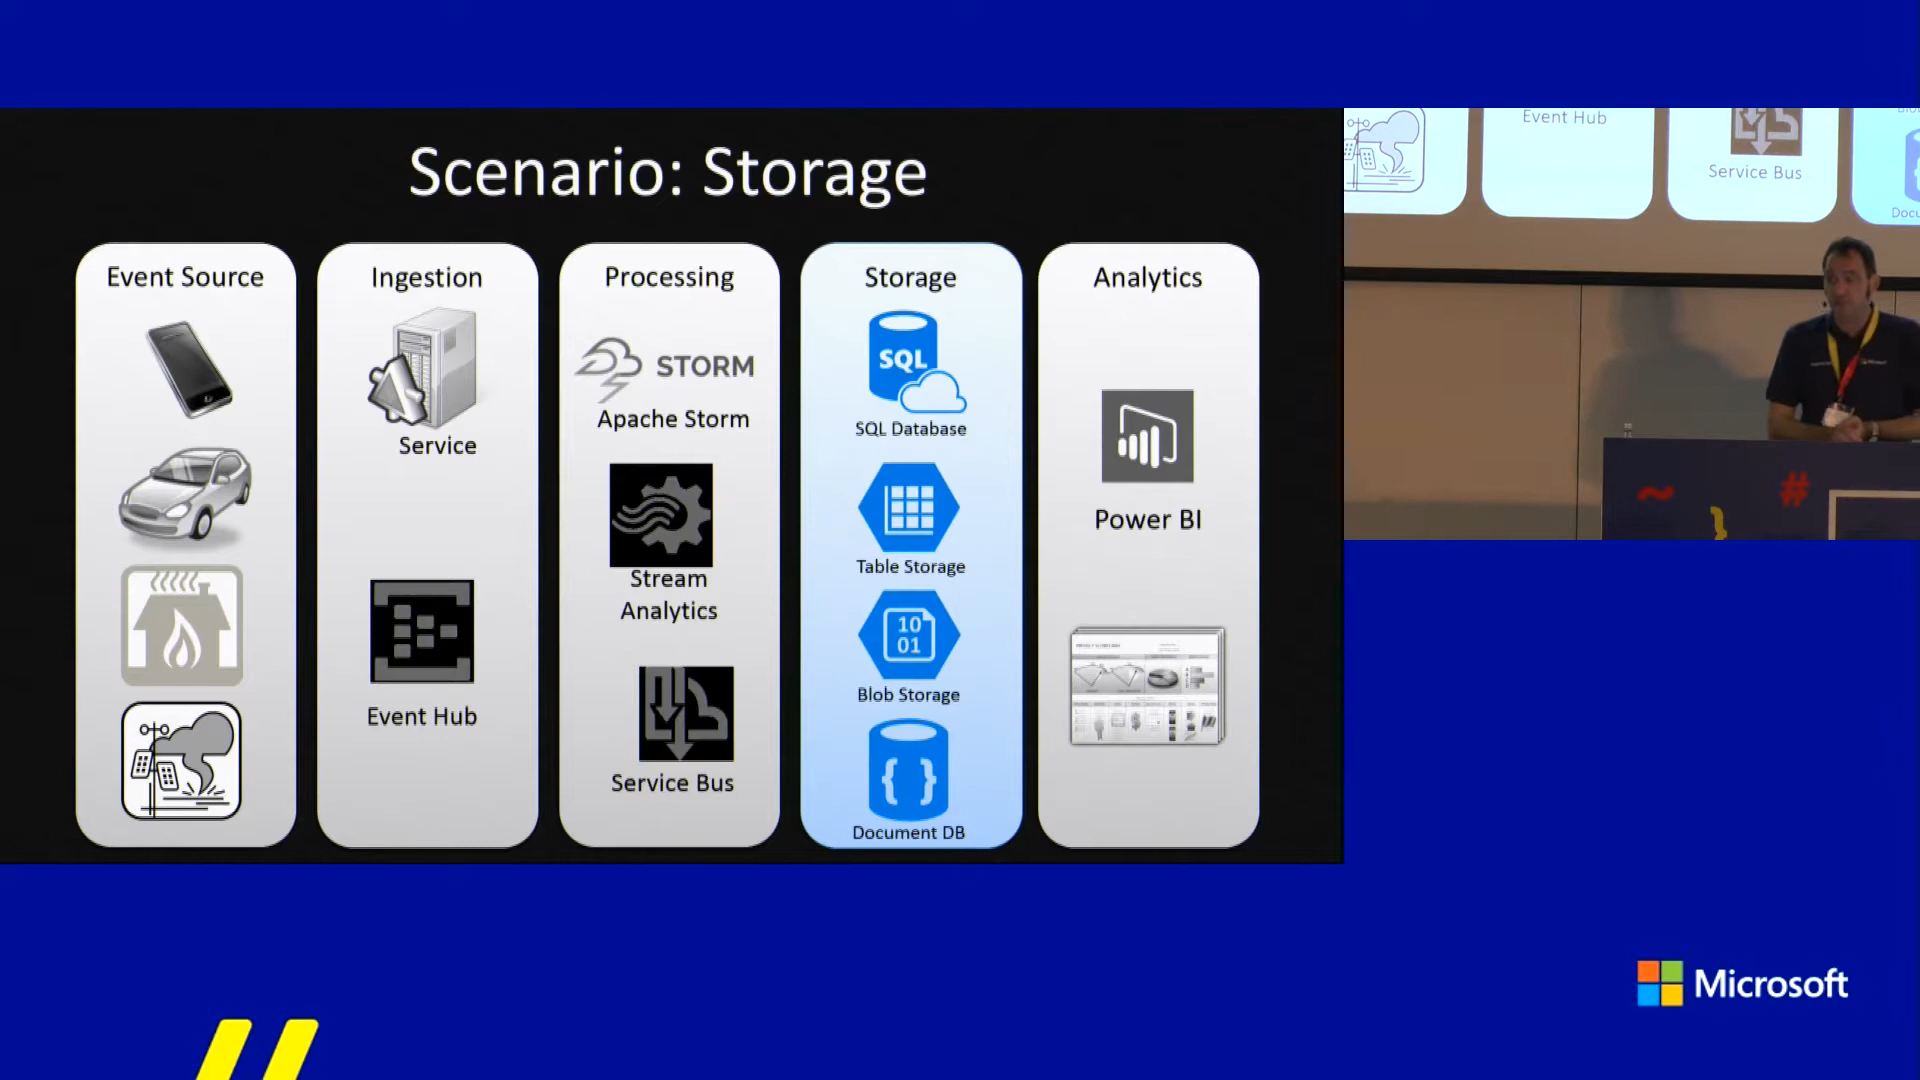 Scenario: Storage
Event Source
Ingestion
Service
Event Hub
Processing
STORM
Apache Storm
Stream
Analytics
Service Bus
Storage
SQL
SQL Database
Table Storage
10
01
Blob Storage
{ }
Document DB
Analytics
Power BI
Event Hub
Service Bus
Docu
~
}
#
Microsoft